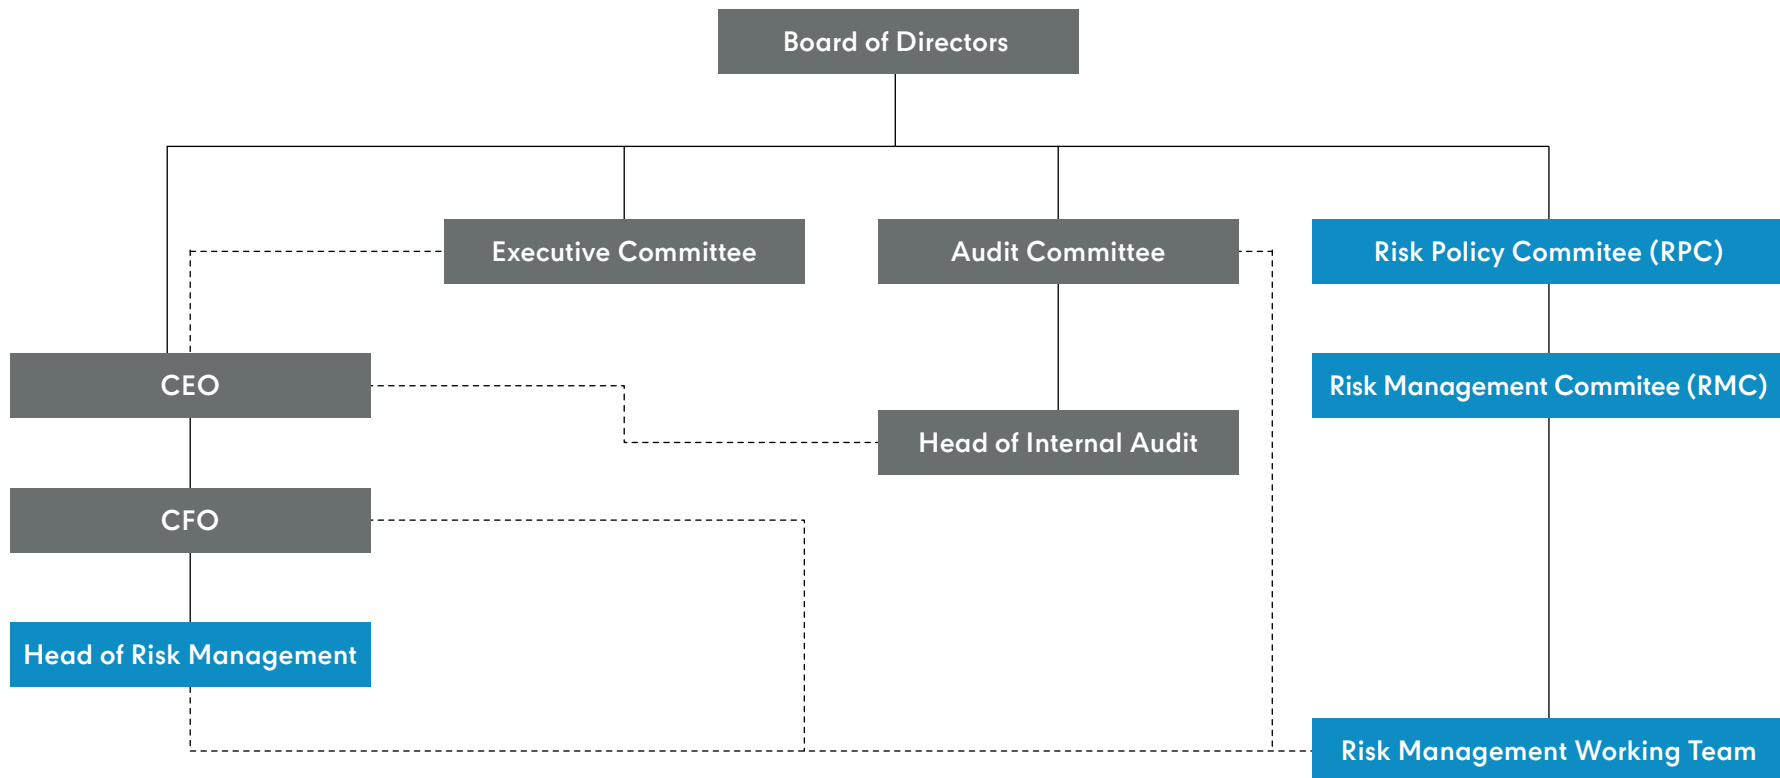 Board of Directors
Executive Committee
Audit Committee
Risk Policy Commitee (RPC)
CEO
Risk Management Commitee (RMC)
Head of Internal Audit
CFO
Head of Risk Management
Risk Management Working Team